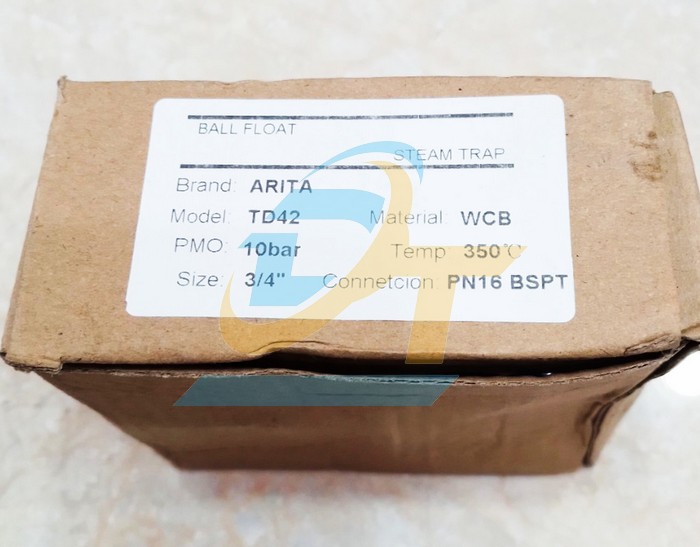 BALL FLOAT
STEAM TRAP
Brand: ARITA
Model: TD42 Material: WCB
PMO: 10bar Temp 350℃
Size: 3/4" Connetcion: PN16 BSPT